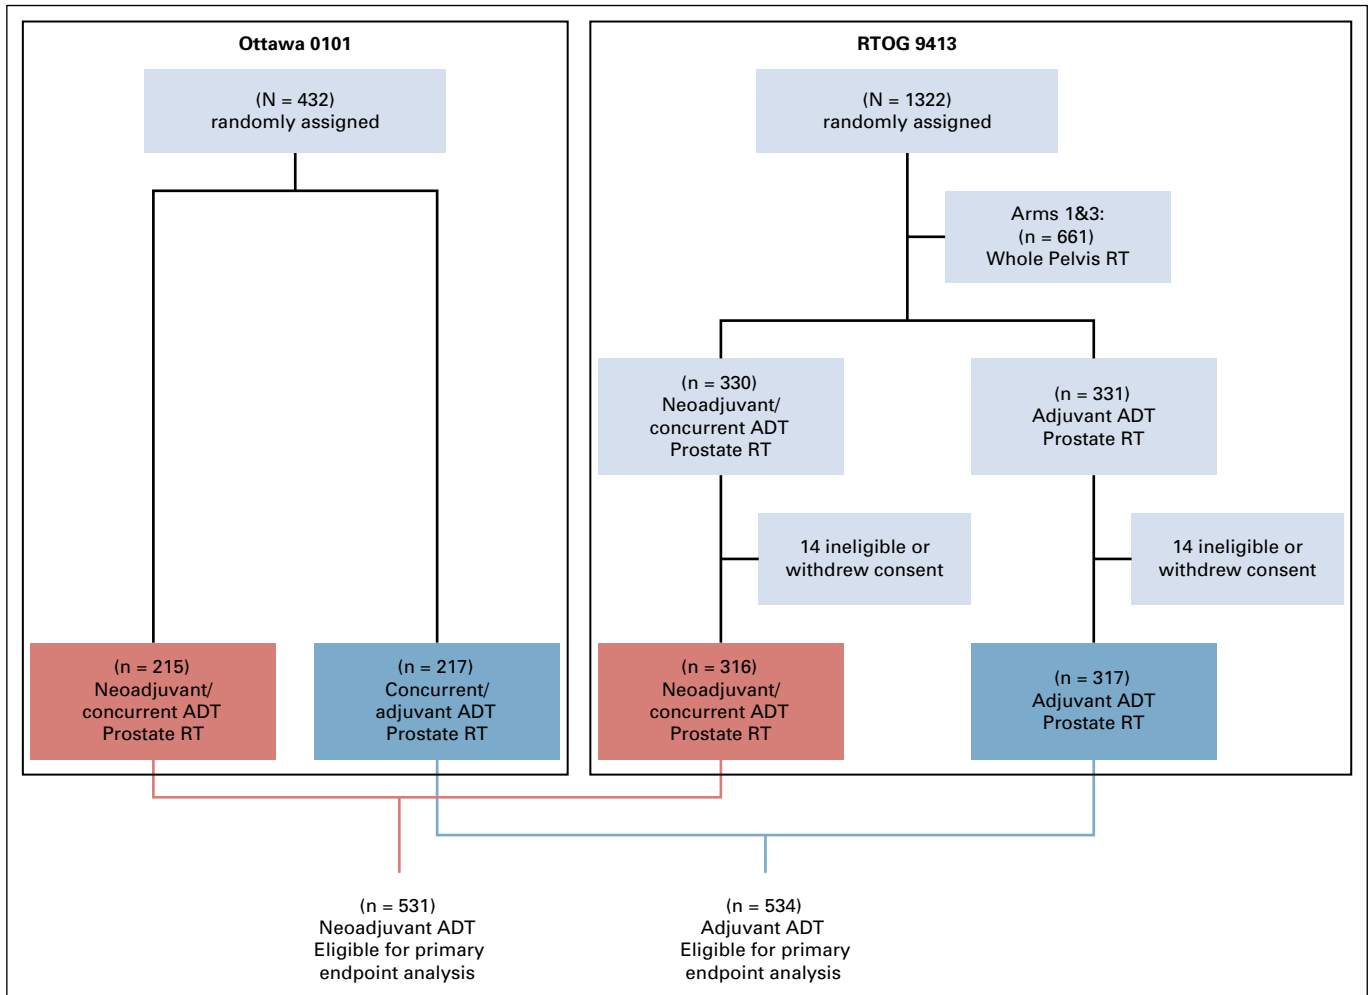 Ottawa 0101
(N = 432)
randomly assigned
(n = 215)
Neoadjuvant/
concurrent ADT
Prostate RT
(n = 217)
Concurrent/
adjuvant ADT
Prostate RT
RTOG 9413
(N = 1322)
randomly assigned
Arms 1&3:
(n = 661)
Whole Pelvis RT
(n = 330)
Neoadjuvant/
concurrent ADT
Prostate RT
(n = 331)
Adjuvant ADT
Prostate RT
14 ineligible or
withdrew consent
14 ineligible or
withdrew consent
(n = 316)
Neoadjuvant/
concurrent ADT
Prostate RT
(n = 317)
Adjuvant ADT
Prostate RT
(n = 531)
Neoadjuvant ADT
Eligible for primary
endpoint analysis
(n = 534)
Adjuvant ADT
Eligible for primary
endpoint analysis